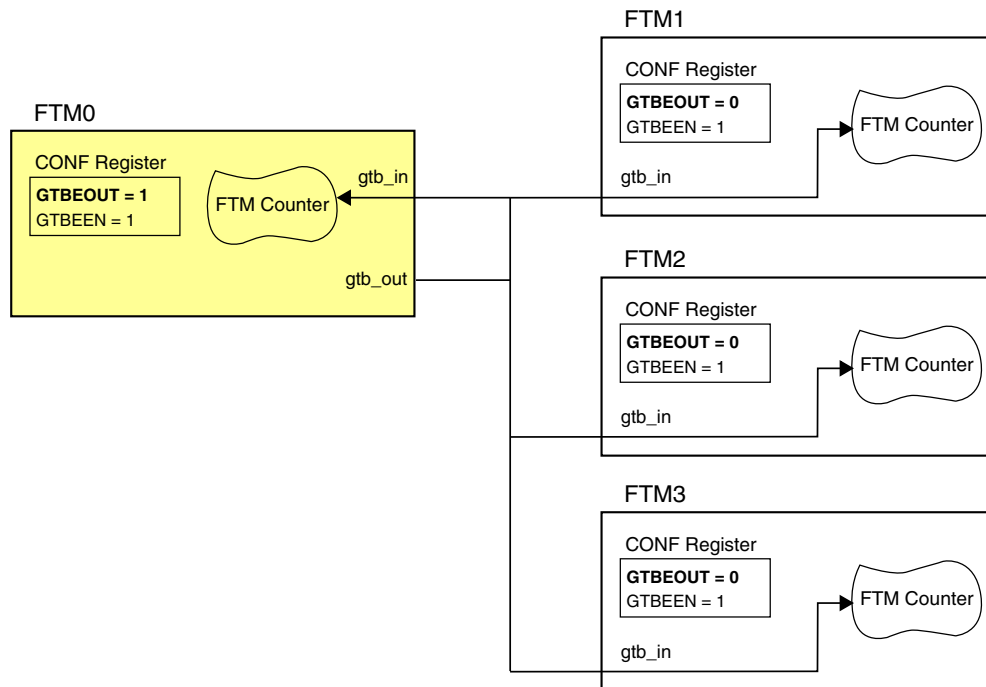 FTM0
CONF Register
GTBEOUT = 1
GTBEEN = 1
FTM Counter
gtb_in
gtb_out
FTM1
CONF Register
GTBEOUT = 0
GTBEEN = 1
FTM Counter
gtb_in
FTM2
CONF Register
GTBEOUT = 0
GTBEEN = 1
FTM Counter
gtb_in
FTM3
CONF Register
GTBEOUT = 0
GTBEEN = 1
FTM Counter
gtb_in